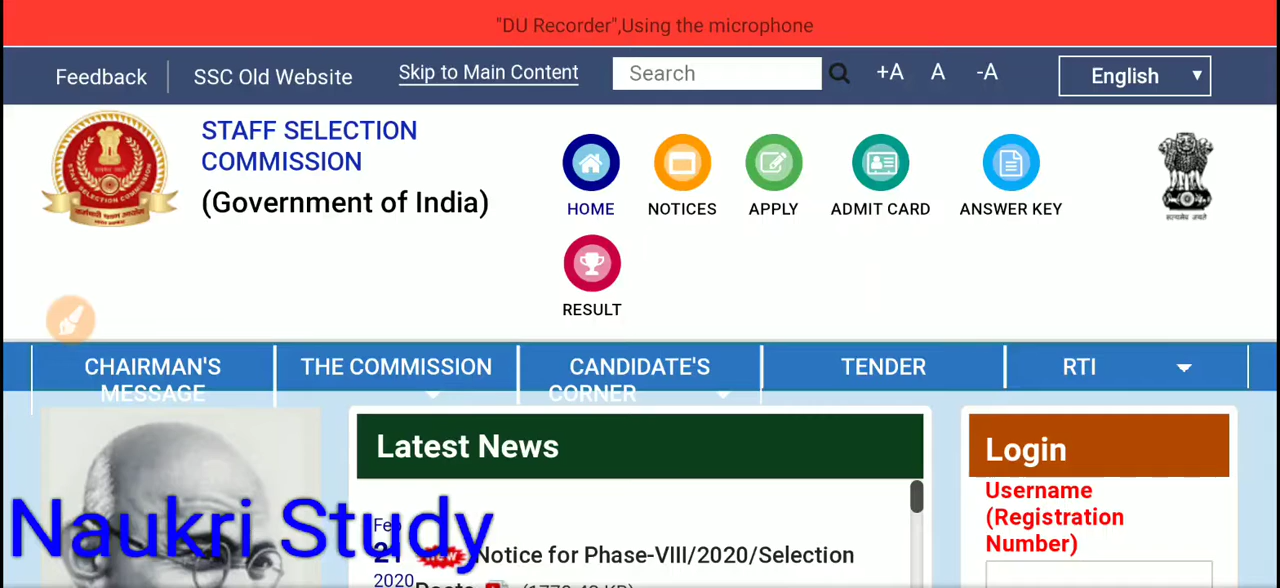 "DU Recorder",Using the microphone
Feedback
SSC Old Website
Skip to Main Content
Search
+A
A
-A
English
STAFF SELECTION
COMMISSION
(Government of India)
HOME
NOTICES
APPLY
ADMIT CARD
ANSWER KEY
RESULT
CHAIRMAN'S
MESSAGE
THE COMMISSION
CANDIDATE'S
CORNER
TENDER
RTI
Latest News
Feb
21
2020
New
Notice for Phase-VIII/2020/Selection
Posts
Login
Username
(Registration
Number)
Naukri Study